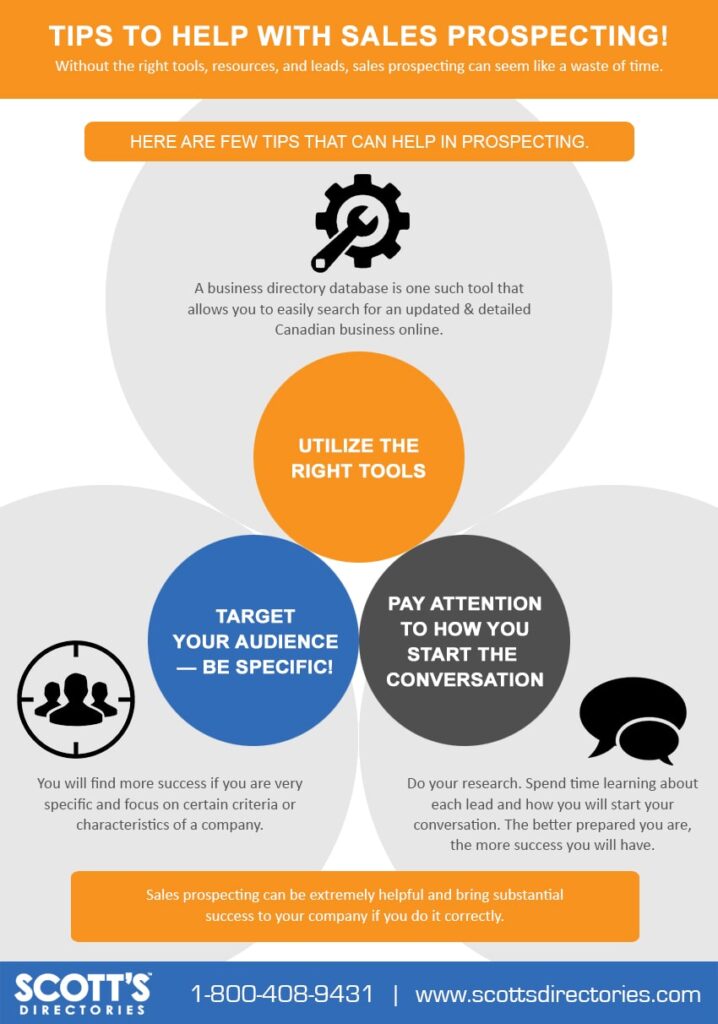 TIPS TO HELP WITH SALES PROSPECTING!
Without the right tools, resources, and leads, sales prospecting can seem like a waste of time.
HERE ARE FEW TIPS THAT CAN HELP IN PROSPECTING.
A business directory database is one such tool that
allows you to easily search for an updated & detailed
Canadian business online.
UTILIZE THE
RIGHT TOOLS
TARGET
YOUR AUDIENCE
— BE SPECIFIC!
PAY ATTENTION
TO HOW YOU
START THE
CONVERSATION
You will find more success if you are very
specific and focus on certain criteria or
characteristics of a company.
Do your research. Spend time learning about
each lead and how you will start your
conversation. The better prepared you are,
the more success you will have.
Sales prospecting can be extremely helpful and bring substantial
success to your company if you do it correctly.
SCOTT'S™
DIRECTORIES
1-800-408-9431 | www.scottsdirectories.com